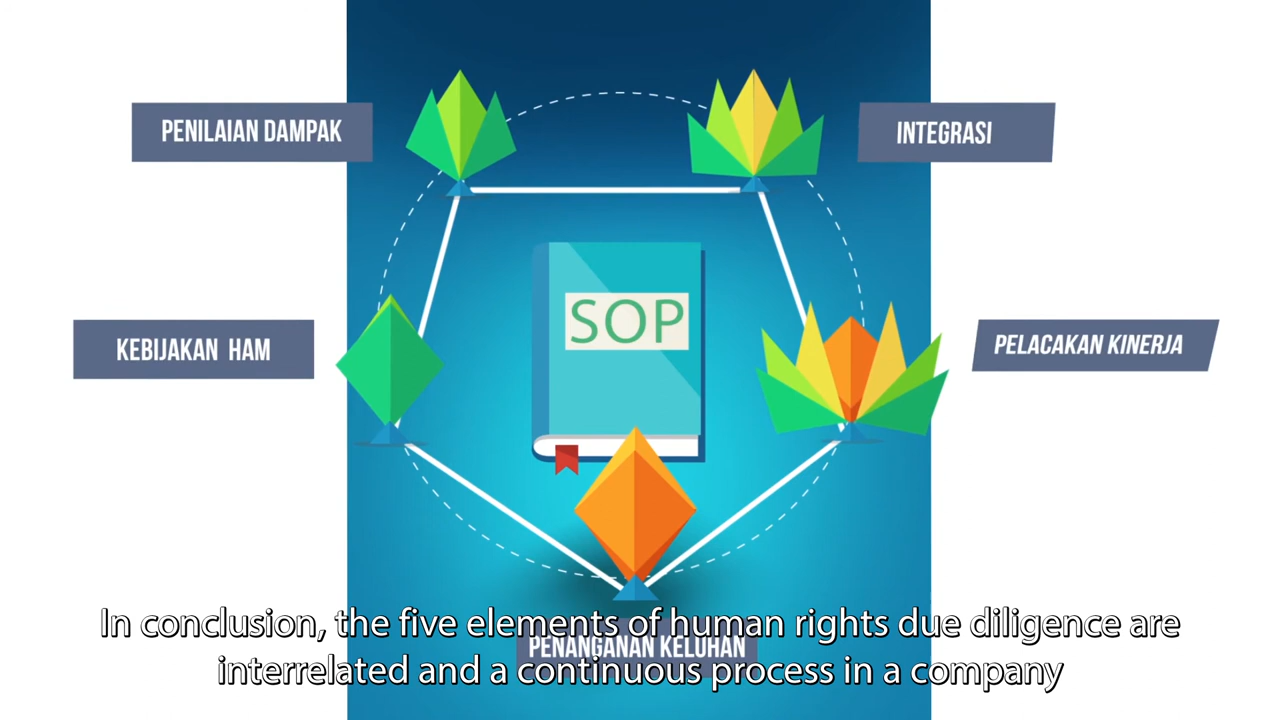 PENILAIAN DAMPAK
INTEGRASI
KEBIJAKAN HAM
SOP
PELACAKAN KINERJA
In conclusion, the five elements of human rights due diligence are
PENANGANAN KELUHAN
interrelated and a continuous process in a company